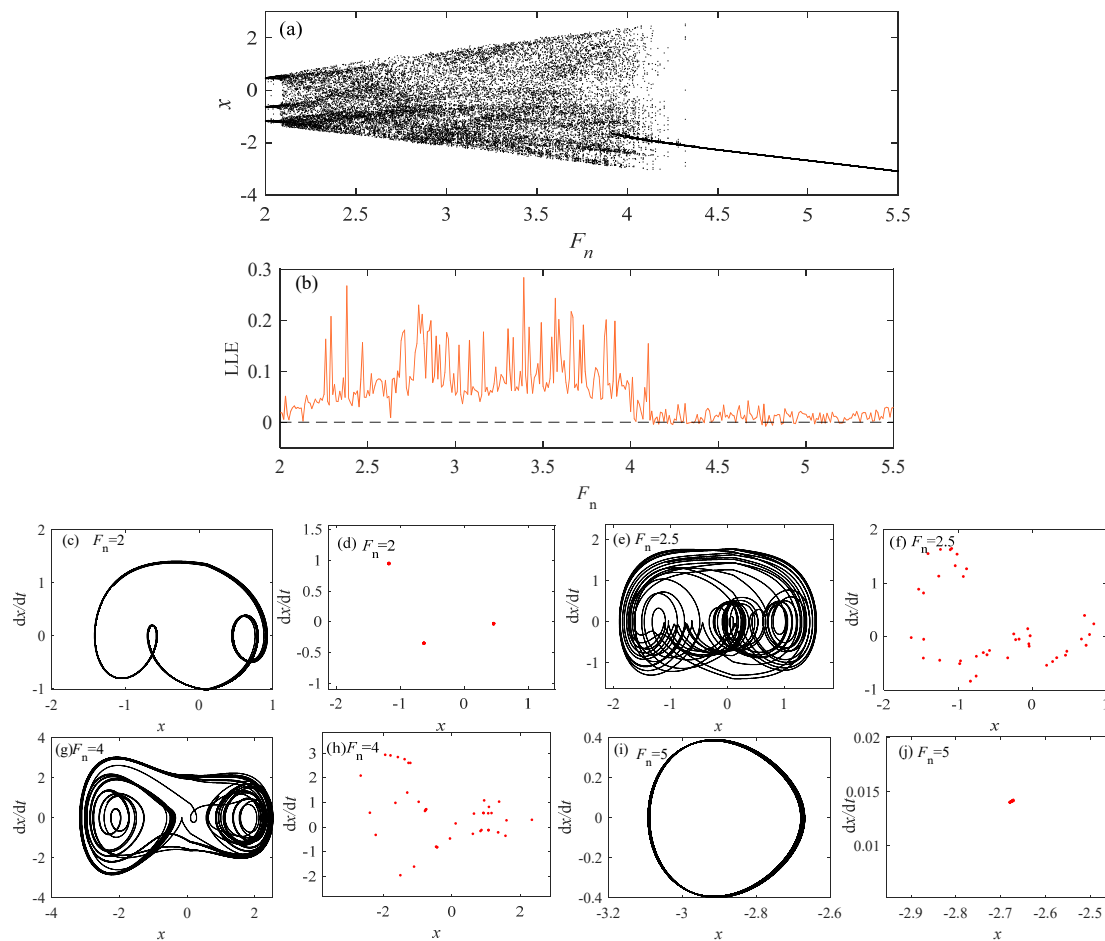 (a)
2
0
-2
-4
x
2 2.5 3 3.5 4 4.5 5 5.5
F_n
(b)
0.3
0.2
0.1
0
LLE
2 2.5 3 3.5 4 4.5 5 5.5
F_n
(c) F_n=2
2
1
0
-1
dx/dt
-2 -1 0 1
x
(d) F_n=2
1.5
1
0.5
0
-0.5
-1
dx/dt
-2 -1 0 1
x
(e) F_n=2.5
2
1
0
-1
dx/dt
-2 -1 0 1
x
(f) F_n=2.5
2
1
0
-1
dx/dt
-2 -1 0 1
x
(g) F_n=4
4
2
0
-2
-4
dx/dt
-4 -2 0 2
x
(h) F_n=4
3
2
1
0
-1
-2
dx/dt
-2 0 2
x
(i) F_n=5
0.4
0.2
0
-0.2
-0.4
dx/dt
-3.2 -3 -2.8 -2.6
x
(j) F_n=5
0.02
0.015
0.01
dx/dt
-2.9 -2.8 -2.7 -2.6 -2.5
x